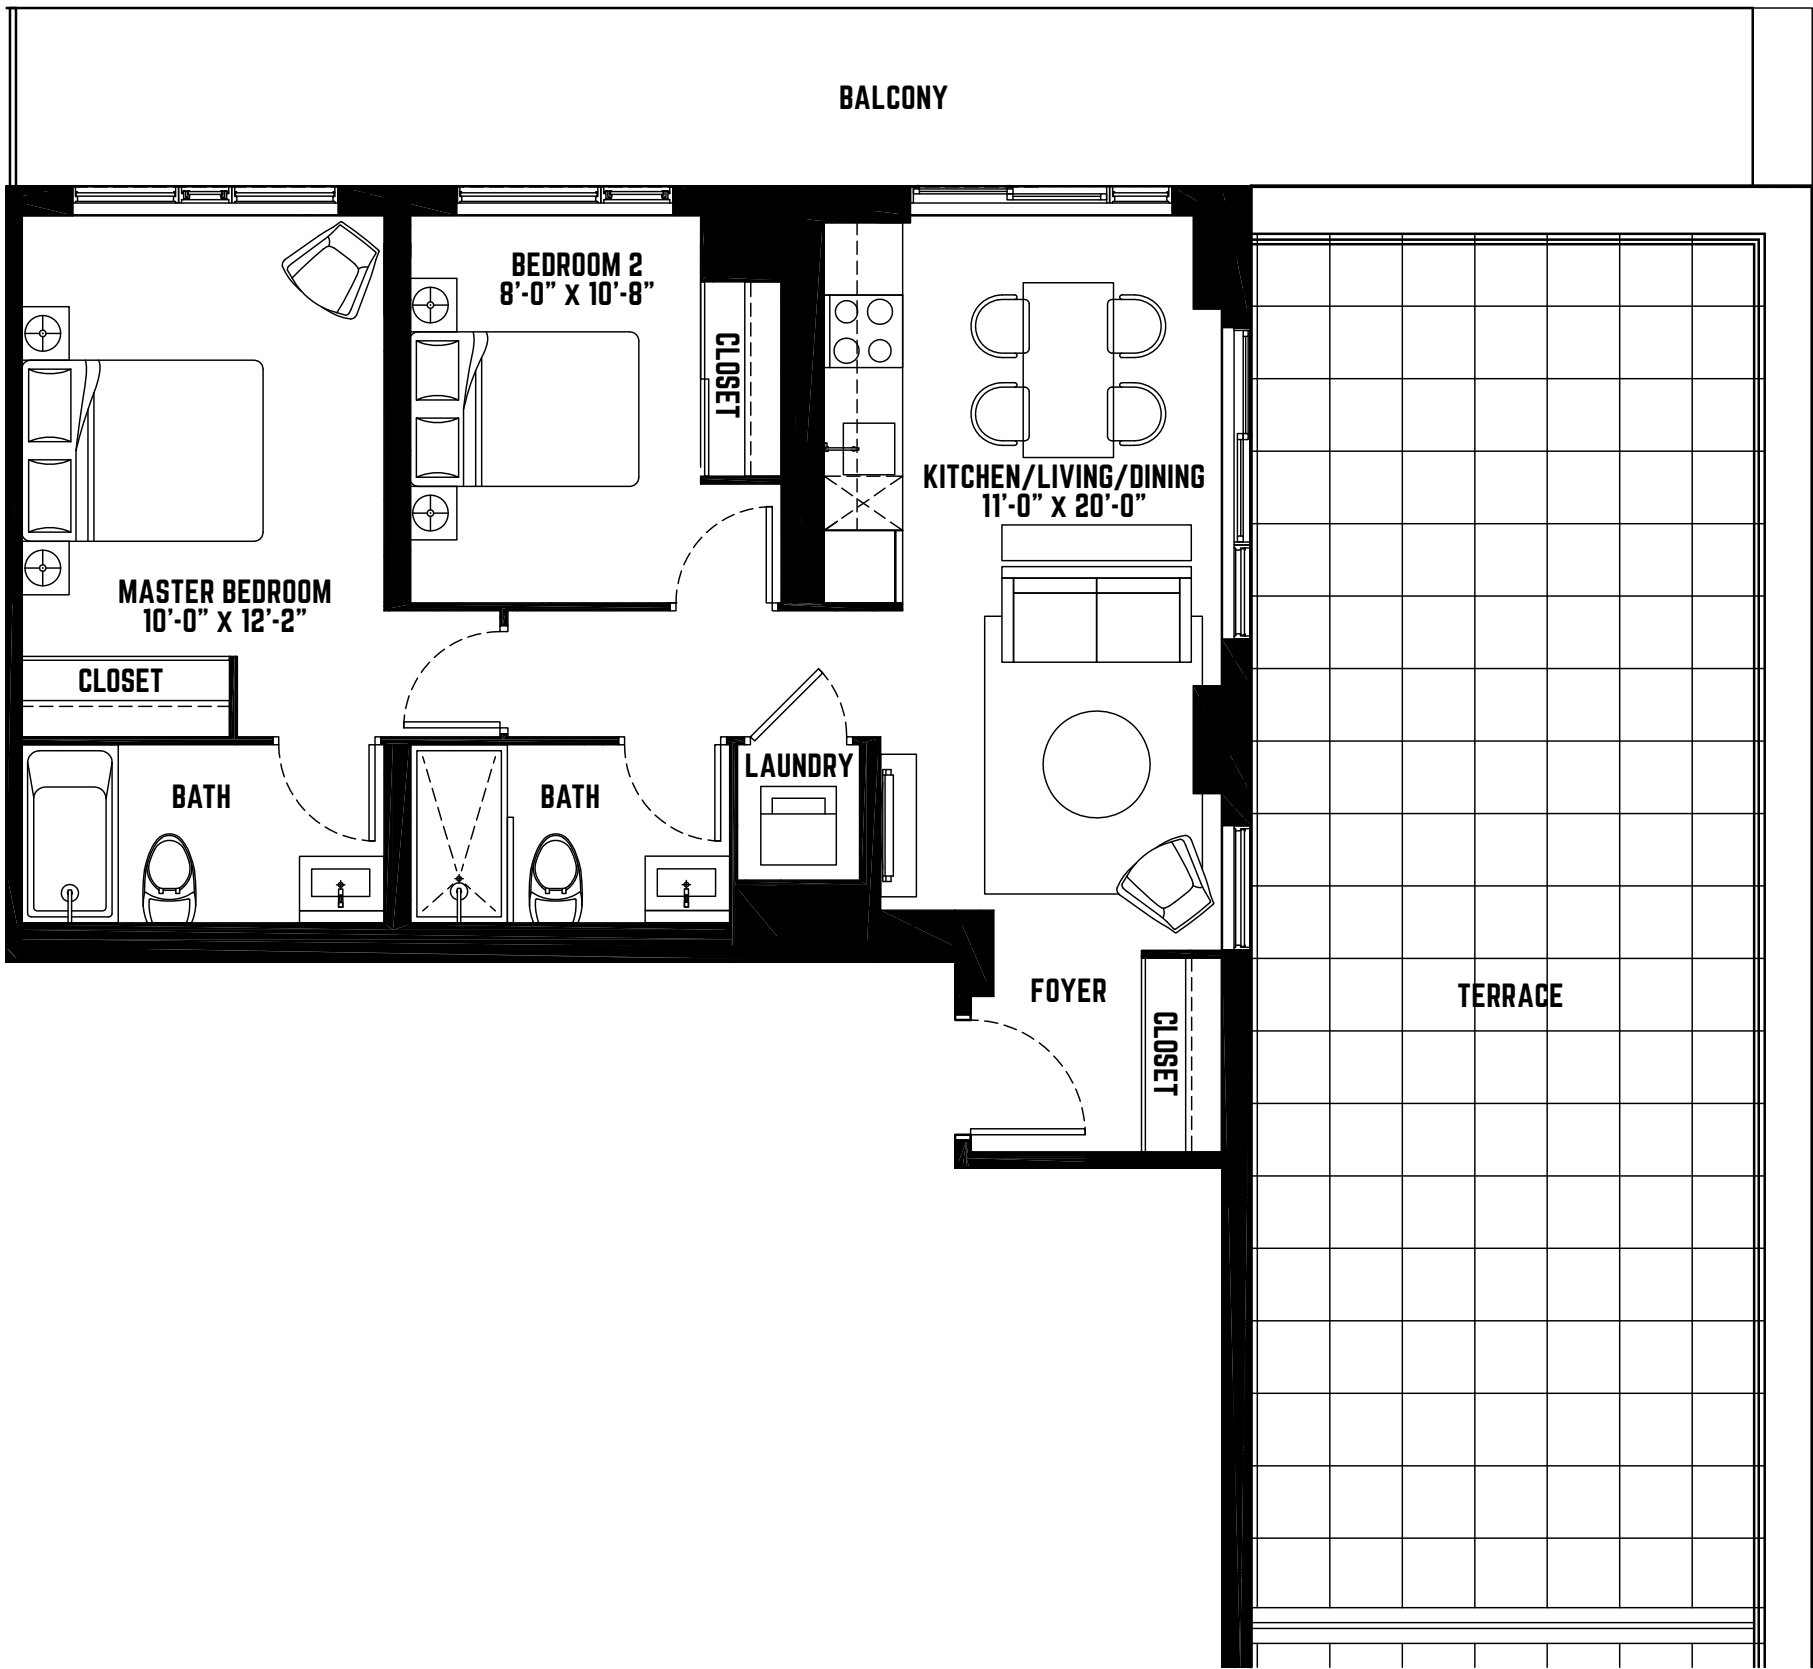 BALCONY
BEDROOM 2
8'-0" X 10'-8"
CLOSET
KITCHEN/LIVING/DINING
11'-0" X 20'-0"
MASTER BEDROOM
10'-0" X 12'-2"
CLOSET
BATH
BATH
LAUNDRY
FOYER
CLOSET
TERRACE